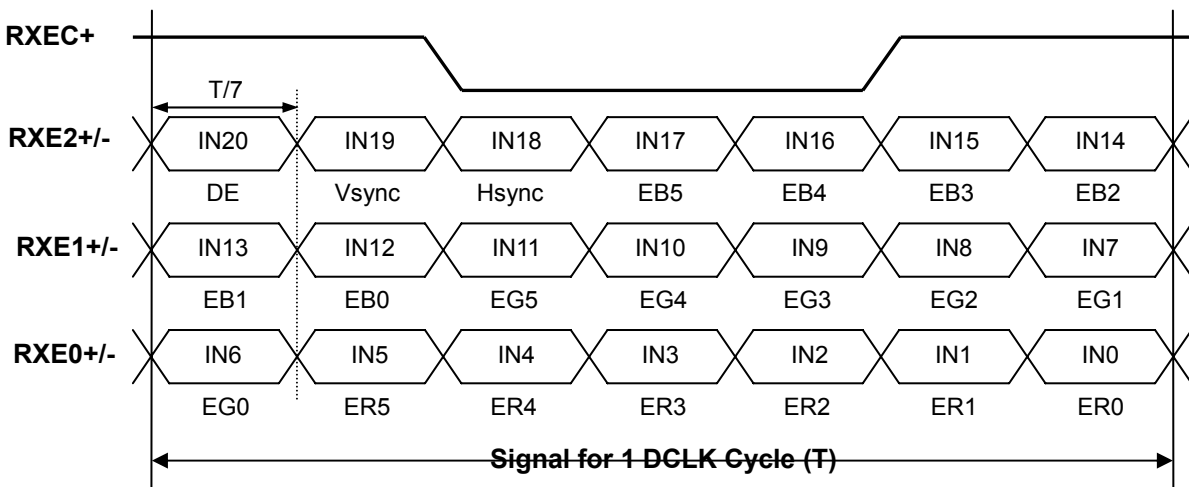 RXEC+
T/7
RXE2+/- IN20 IN19 IN18 IN17 IN16 IN15 IN14
DE Vsync Hsync EB5 EB4 EB3 EB2
RXE1+/- IN13 IN12 IN11 IN10 IN9 IN8 IN7
EB1 EB0 EG5 EG4 EG3 EG2 EG1
RXE0+/- IN6 IN5 IN4 IN3 IN2 IN1 IN0
EG0 ER5 ER4 ER3 ER2 ER1 ER0
Signal for 1 DCLK Cycle (T)